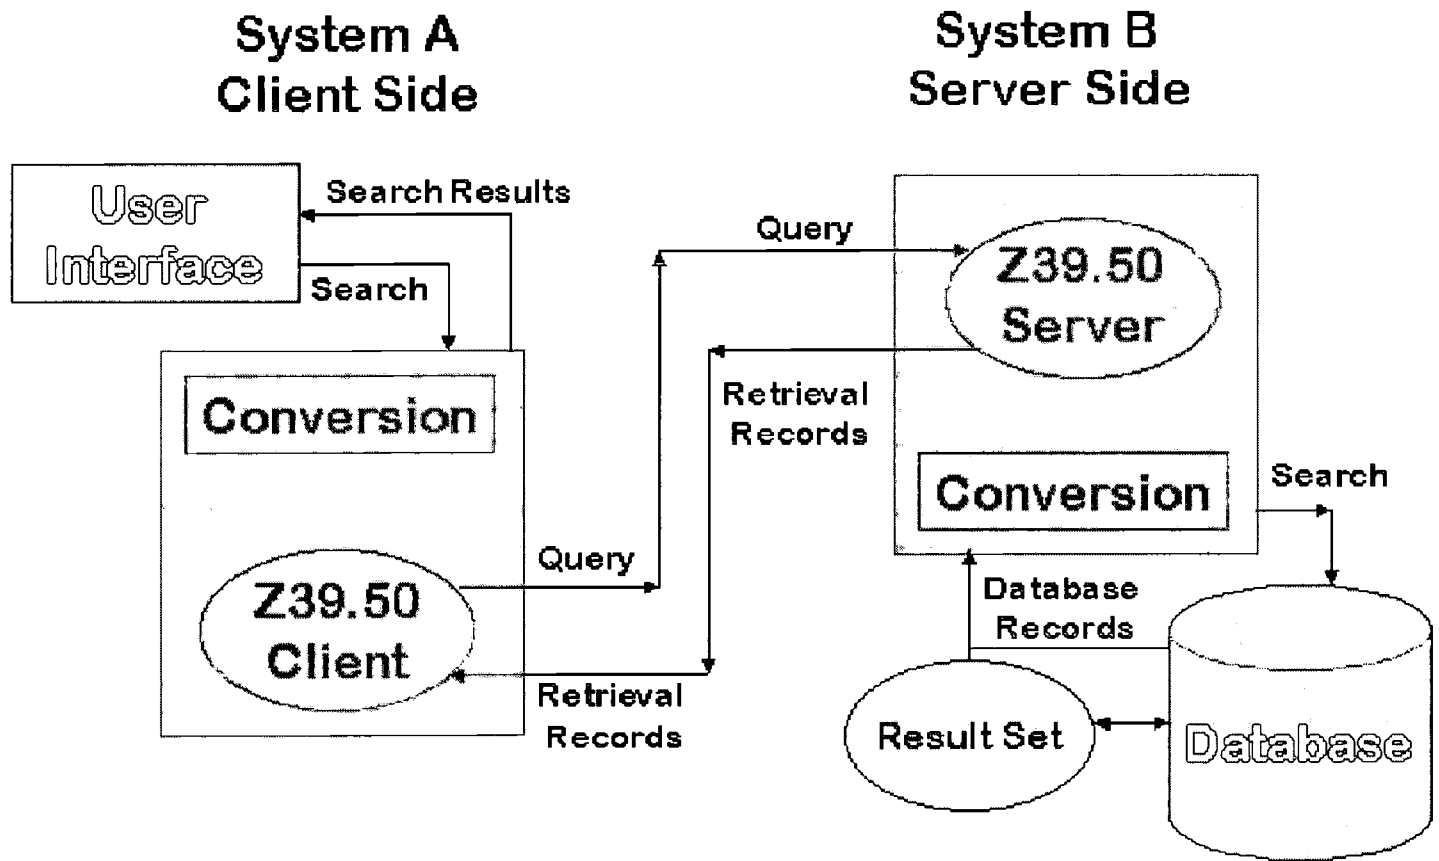 System A
Client Side
System B
Server Side
User
Interface
Search Results
Search
Conversion
Z39.50
Client
Query
Retrieval
Records
Query
Retrieval
Records
Z39.50
Server
Conversion
Search
Database
Records
Result Set
Database